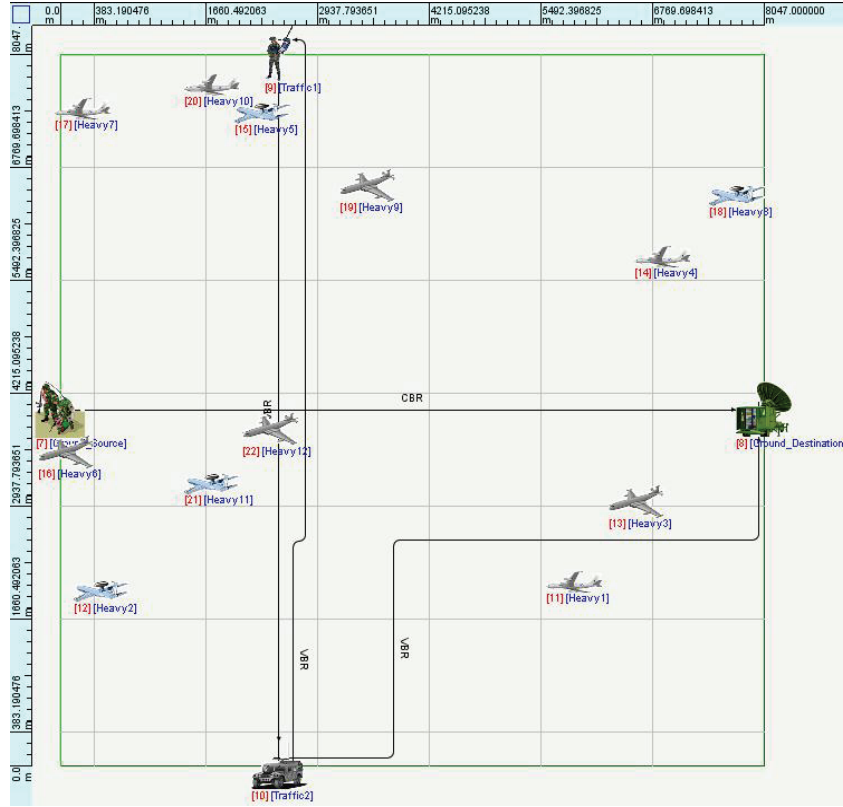 0.0 383.190476 1660.492063 2937.793651 4215.095238 5492.396825 6769.698413 8047.000000
m m m m m m m m
8047.
[9] [Traffic1]
[20] [Heavy10]
[17] [Heavy7]
[15] [Heavy5]
6769.698413
m
[19] [Heavy9]
[18] [Heavy8]
5492.396825
m
[14] [Heavy4]
4215.095238
m
CBR
[7] [Ground_Source]
[22] [Heavy12]
[8] [Ground_Destination]
[16] [Heavy6]
2937.793651
m
[21] [Heavy11]
[13] [Heavy3]
1660.492063
m
[12] [Heavy2]
[11] [Heavy1]
VBR
VBR
383.190476
m
0.0
m
[10] [Traffic2]